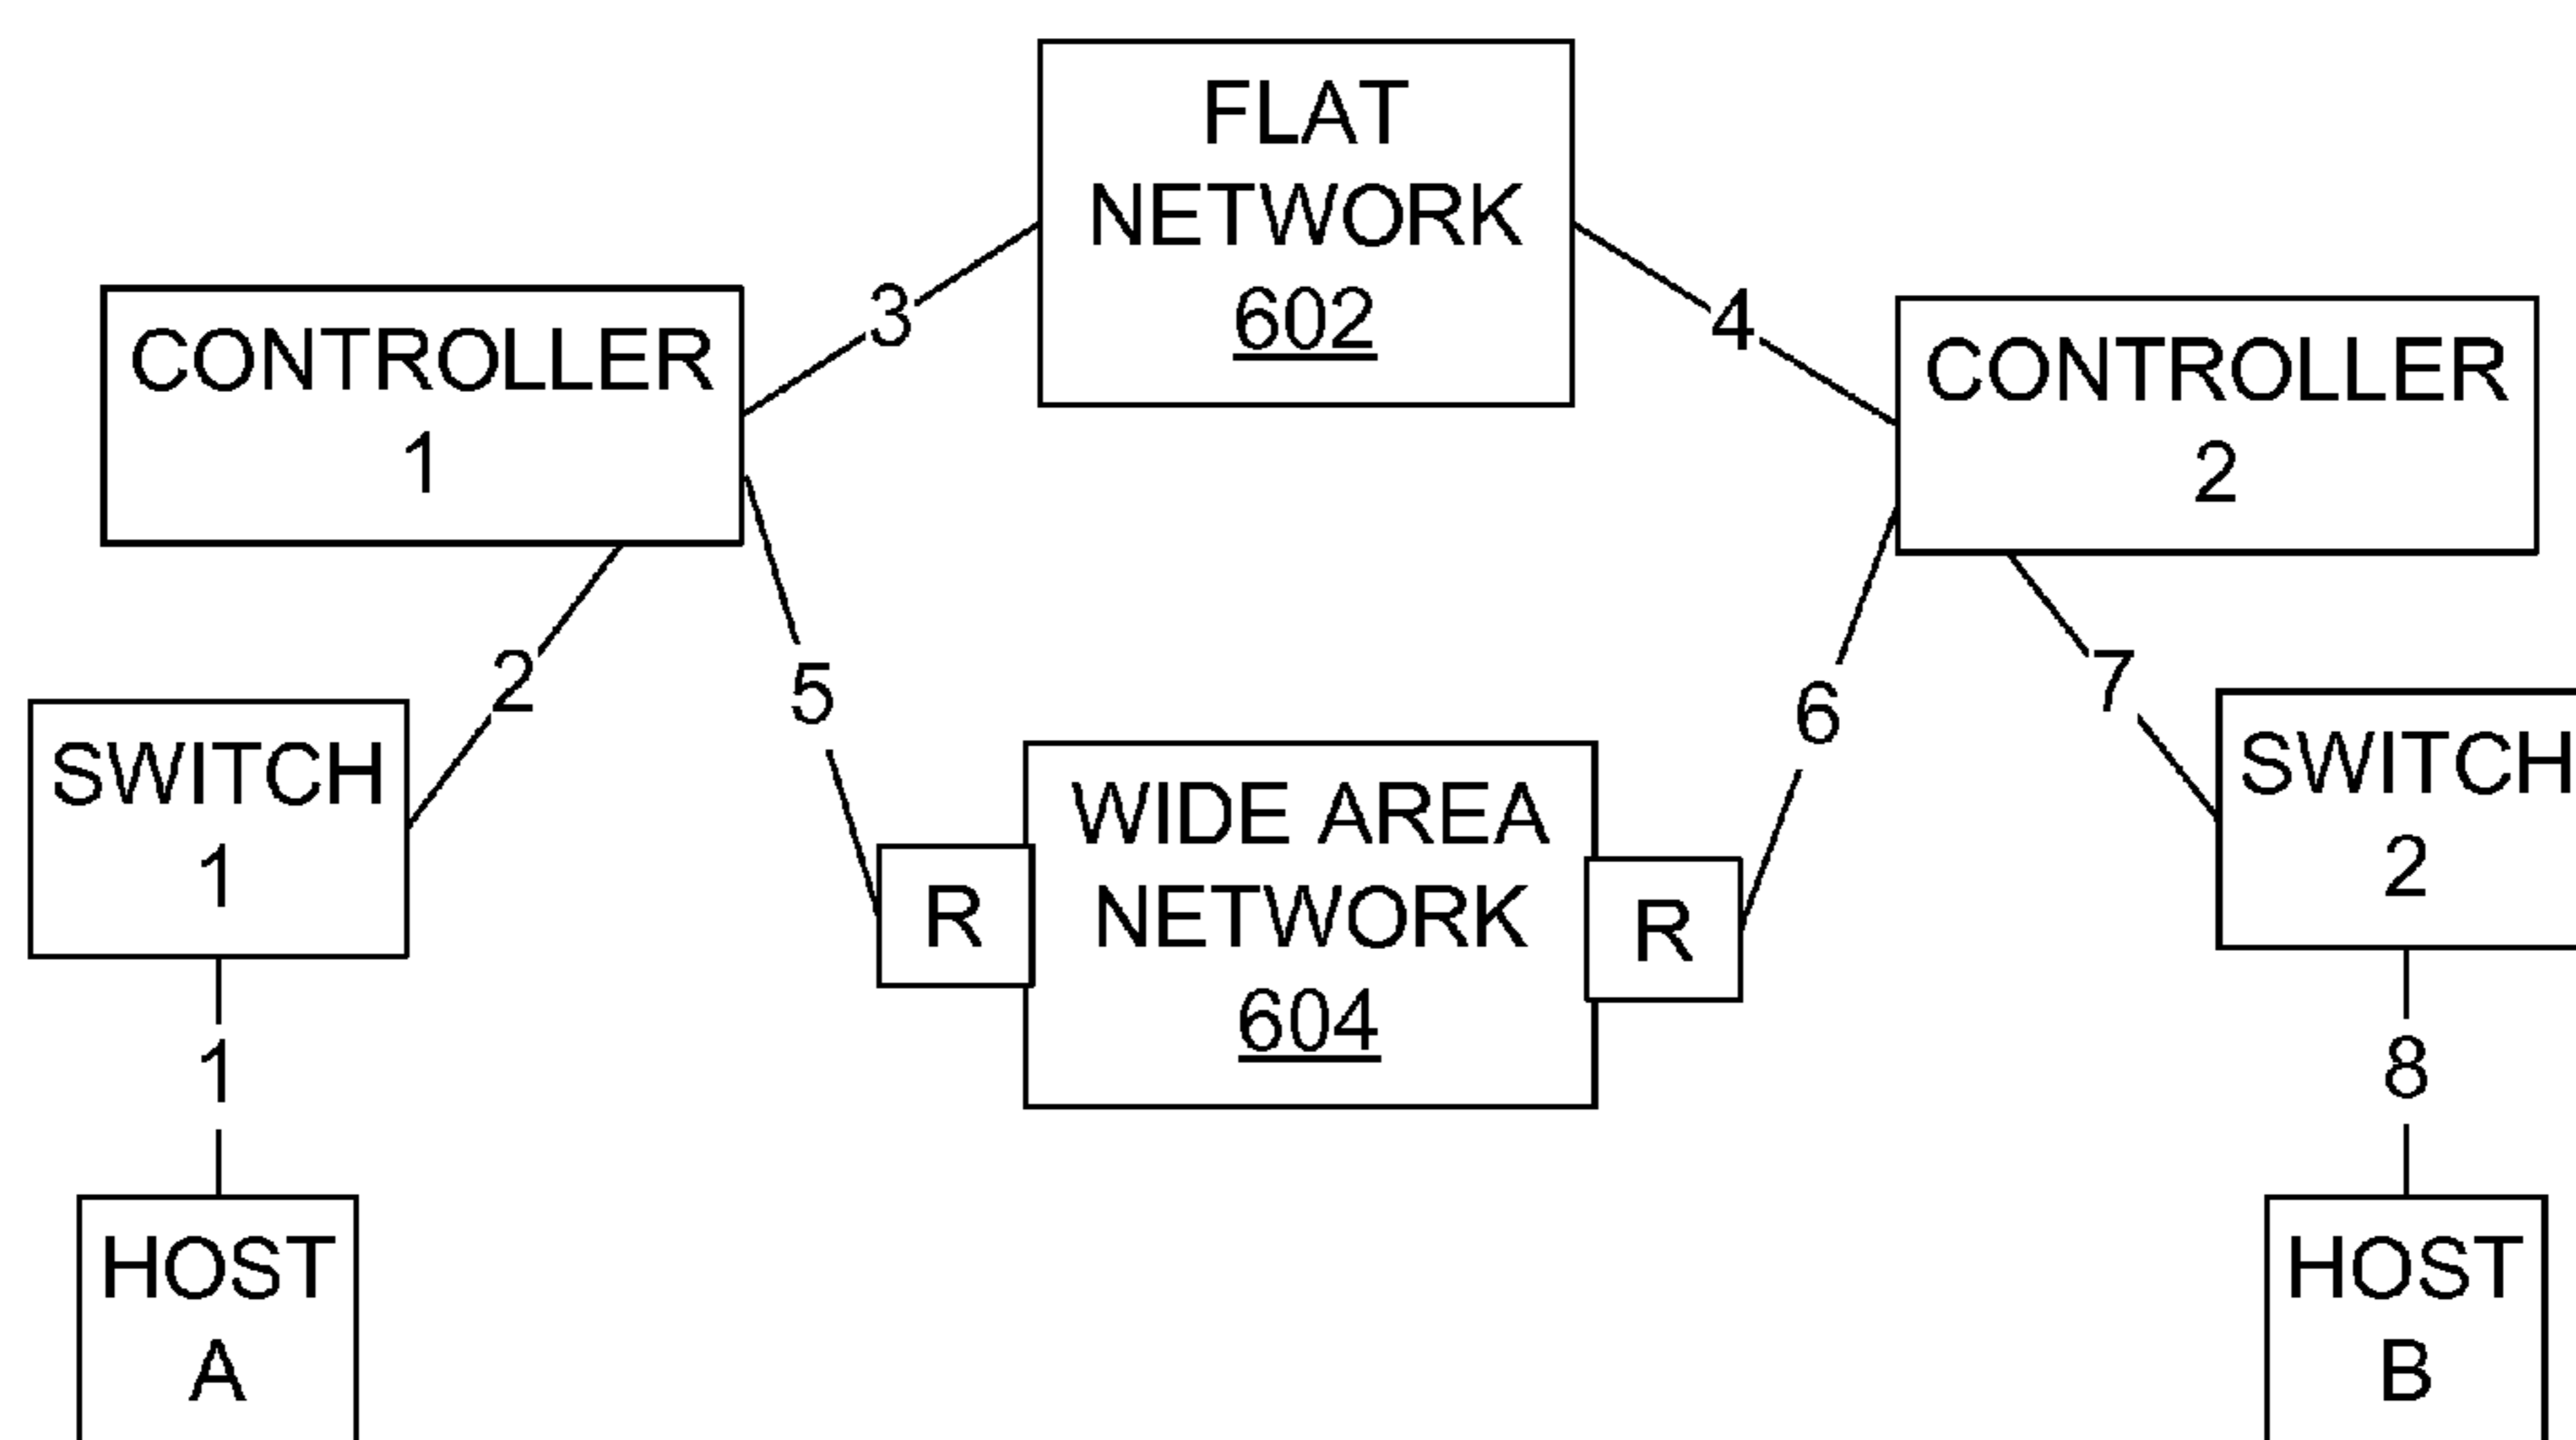 FLAT
NETWORK
602
CONTROLLER
1
3
4
CONTROLLER
2
2
5
6
7
SWITCH
1
WIDE AREA
NETWORK
604
R
R
SWITCH
2
1
8
HOST
A
HOST
B